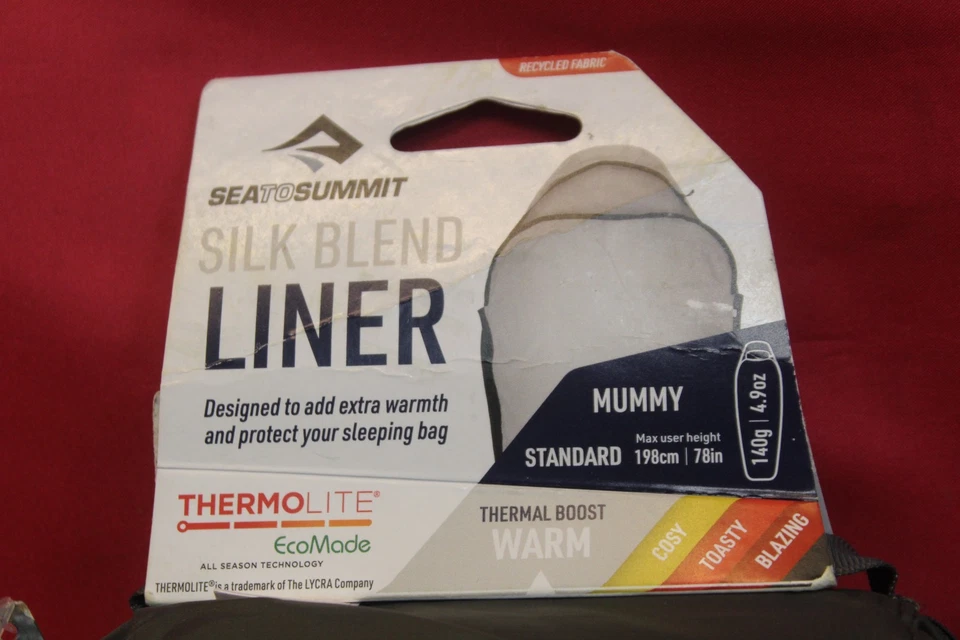 RECYCLED FABRIC
SEATOSUMMIT
SILK BLEND
LINER
Designed to add extra warmth
and protect your sleeping bag
MUMMY
STANDARD
Max user height
198cm | 78in
140g | 4.9oz
THERMOLITE®
EcoMade
ALL SEASON TECHNOLOGY
THERMOLITE® is a trademark of The LYCRA Company
THERMAL BOOST
WARM
COSY
TOASTY
BLAZING